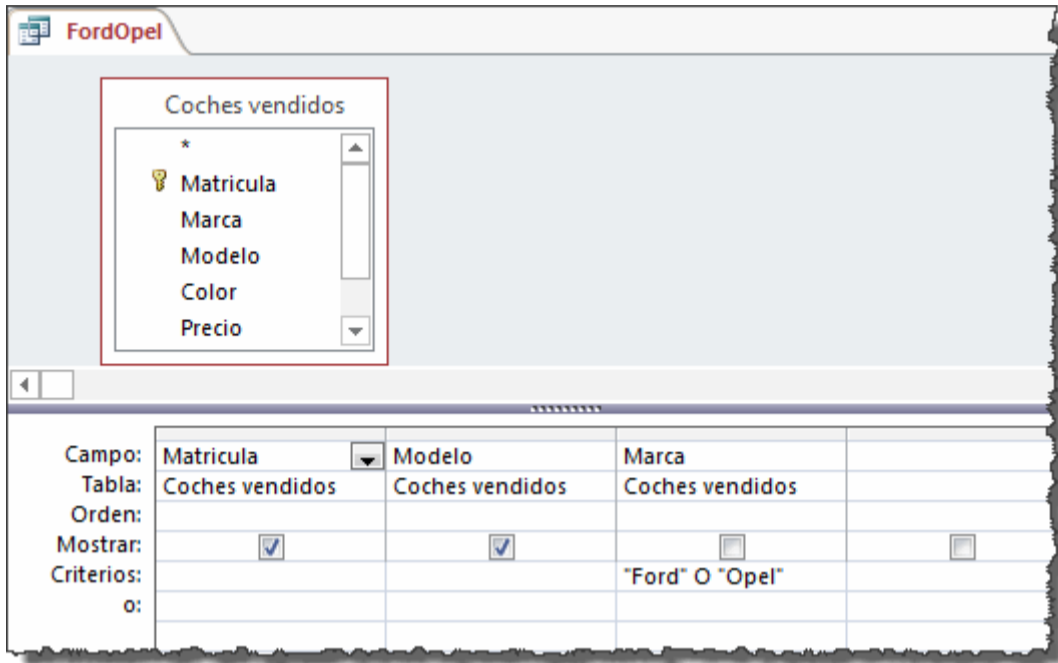 FordOpel
Coches vendidos
*
Matricula
Marca
Modelo
Color
Precio
Campo: Matricula Modelo Marca
Tabla: Coches vendidos Coches vendidos Coches vendidos
Orden:
Mostrar:
Criterios: "Ford" O "Opel"
o: